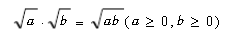 √a · √b = √ab (a ≥ 0, b ≥ 0)